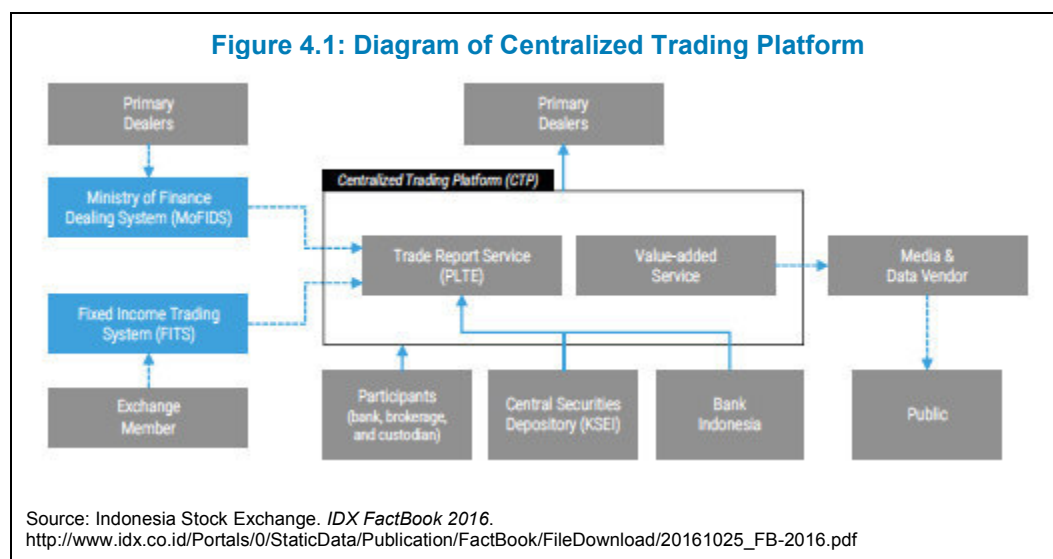 Figure 4.1: Diagram of Centralized Trading Platform
Primary
Dealers
Primary
Dealers
Centralized Trading Platform (CTP)
Ministry of Finance
Dealing System (MoFIDS)
Trade Report Service
(PLTE)
Value-added
Service
Media &
Data Vendor
Fixed Income Trading
System (FITS)
Exchange
Member
Participants
(bank, brokerage,
and custodian)
Central Securities
Depository (KSEI)
Bank
Indonesia
Public
Source: Indonesia Stock Exchange. IDX FactBook 2016.
http://www.idx.co.id/Portals/0/StaticData/Publication/FactBook/FileDownload/20161025_FB-2016.pdf